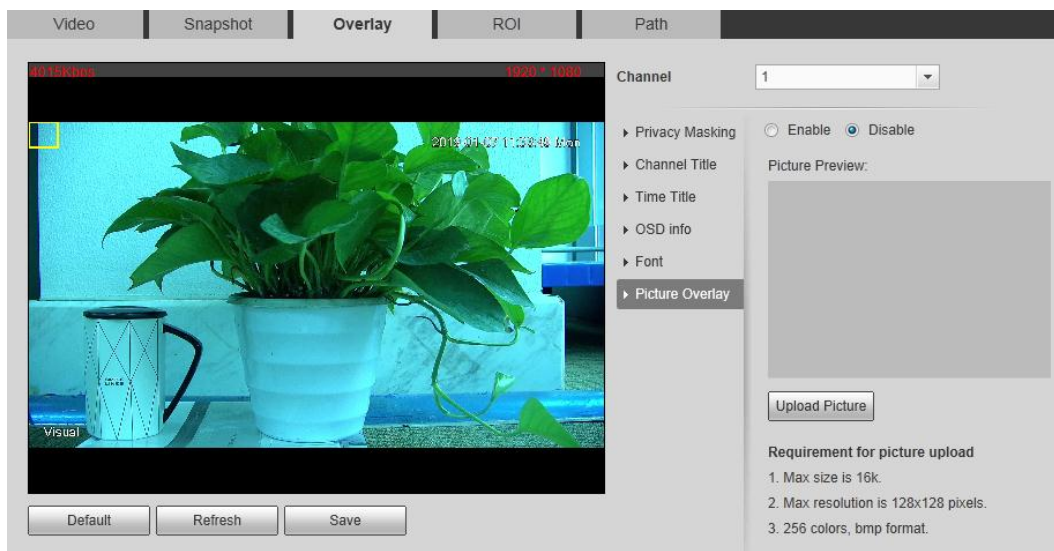 Video Snapshot Overlay ROI Path
4015Kbps 1920 * 1080
Channel 1
Privacy Masking
Enable Disable
Channel Title
Picture Preview:
Time Title
OSD info
Font
Picture Overlay
Visual
Upload Picture
Requirement for picture upload
1. Max size is 16k.
2. Max resolution is 128x128 pixels.
3. 256 colors, bmp format.
Default Refresh Save